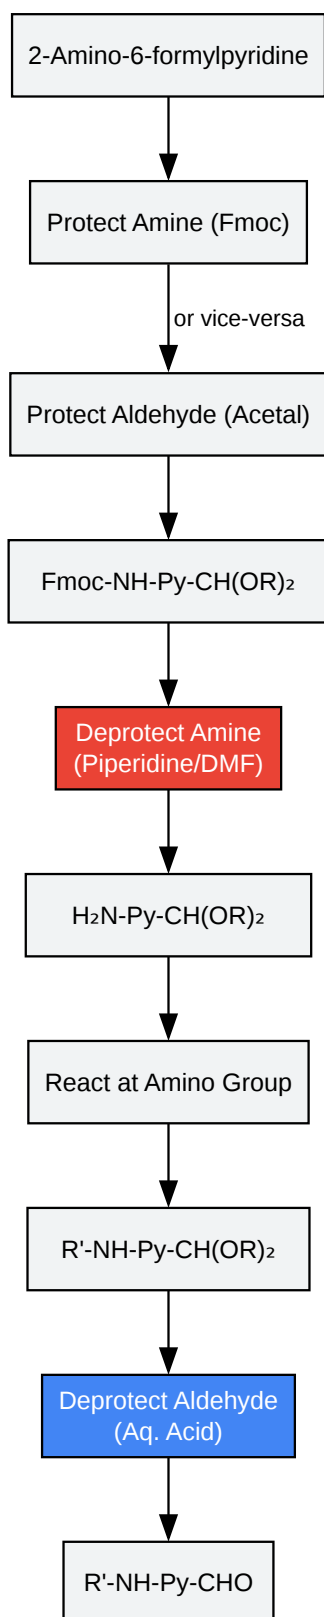 2-Amino-6-formylpyridine
Protect Amine (Fmoc)
or vice-versa
Protect Aldehyde (Acetal)
Fmoc-NH-Py-CH(OR)₂
Deprotect Amine
(Piperidine/DMF)
H₂N-Py-CH(OR)₂
React at Amino Group
R'-NH-Py-CH(OR)₂
Deprotect Aldehyde
(Aq. Acid)
R'-NH-Py-CHO